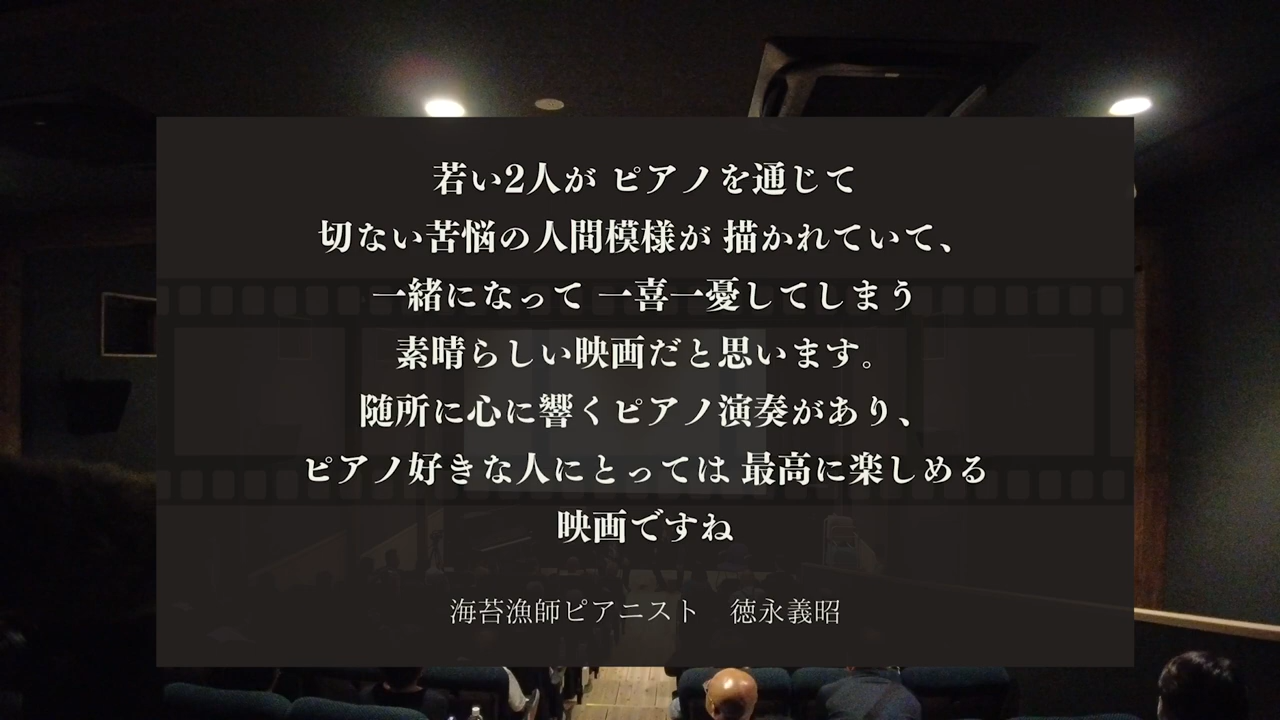 若い2人が ピアノを通じて
切ない苦悩の人間模様が 描かれていて、
一緒になって 一喜一憂してしまう
素晴らしい映画だと思います。
随所に心に響くピアノ演奏があり、
ピアノ好きな人にとっては 最高に楽しめる
映画ですね
海苔漁師ピアニスト　徳永義昭